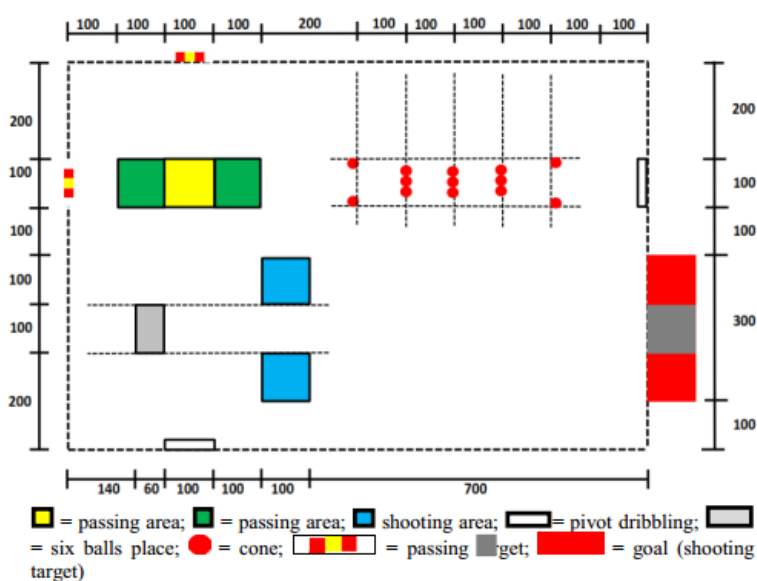 100 100 100 100 200 100 100 100 100 100 100
200 200
100 100
100 100
100
100 300
200 100
140 60 100 100 100 700
= passing area; = passing area; shooting area; = pivot dribbling;
= six balls place; = cone; = passing rget; = goal (shooting
target)